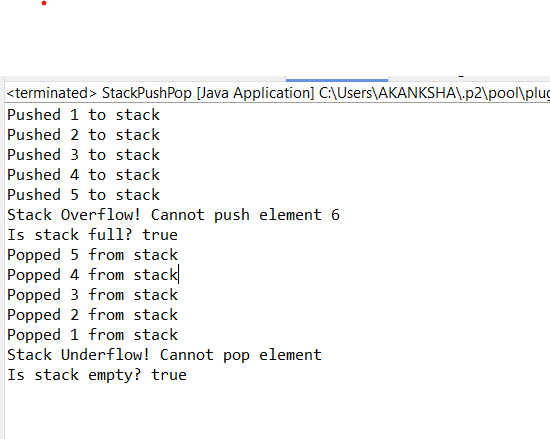 <terminated> StackPushPop [Java Application] C:\Users\AKANKSHA\.p2\pool\plug
Pushed 1 to stack
Pushed 2 to stack
Pushed 3 to stack
Pushed 4 to stack
Pushed 5 to stack
Stack Overflow! Cannot push element 6
Is stack full? true
Popped 5 from stack
Popped 4 from stack
Popped 3 from stack
Popped 2 from stack
Popped 1 from stack
Stack Underflow! Cannot pop element
Is stack empty? true